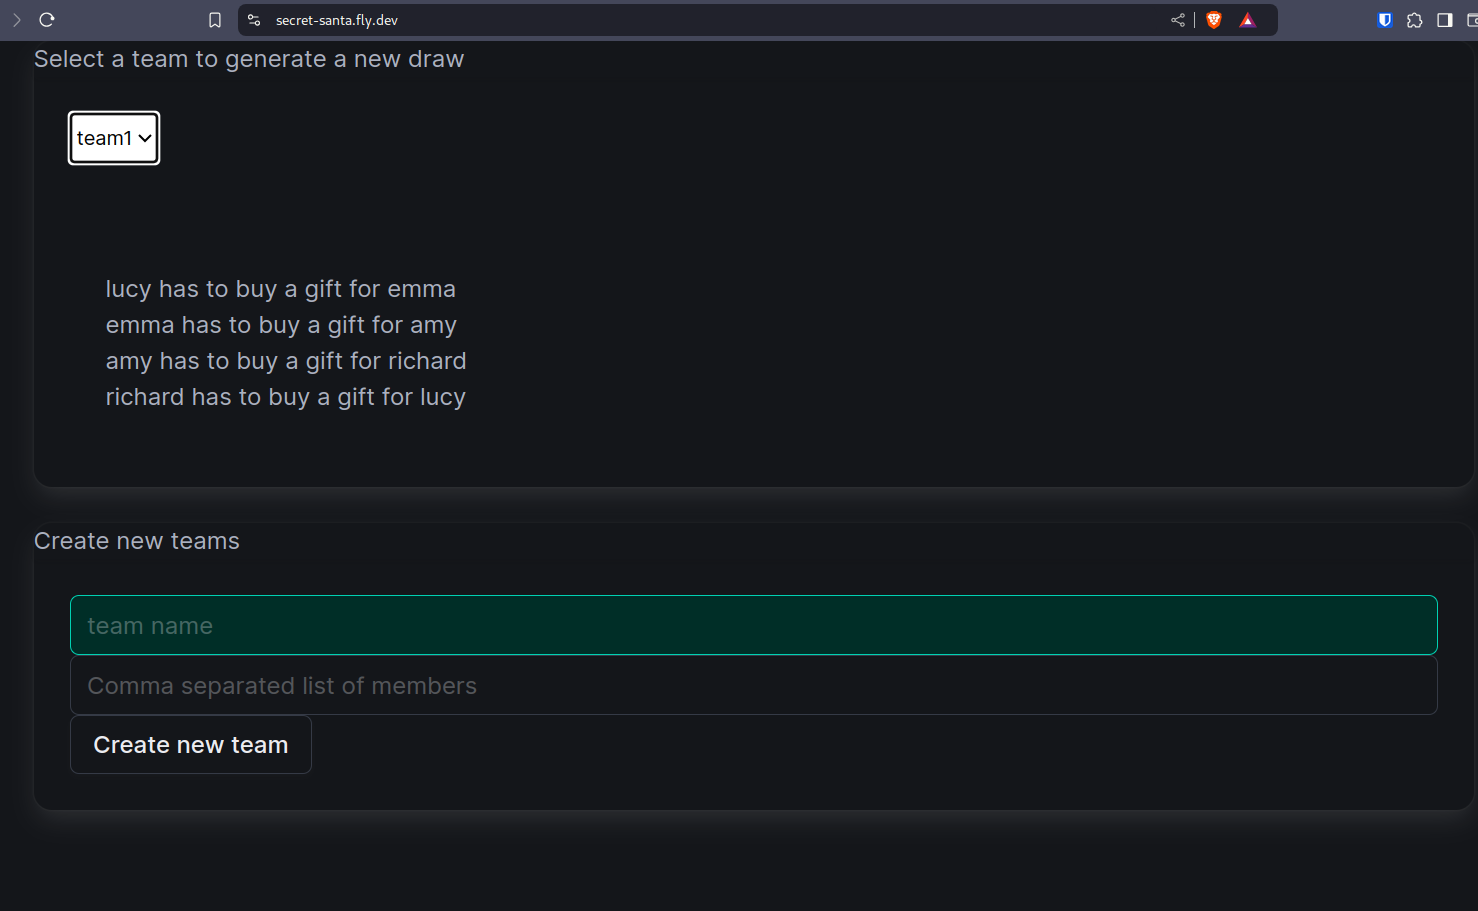 secret-santa.fly.dev
Select a team to generate a new draw
team1
lucy has to buy a gift for emma
emma has to buy a gift for amy
amy has to buy a gift for richard
richard has to buy a gift for lucy
Create new teams
team name
Comma separated list of members
Create new team